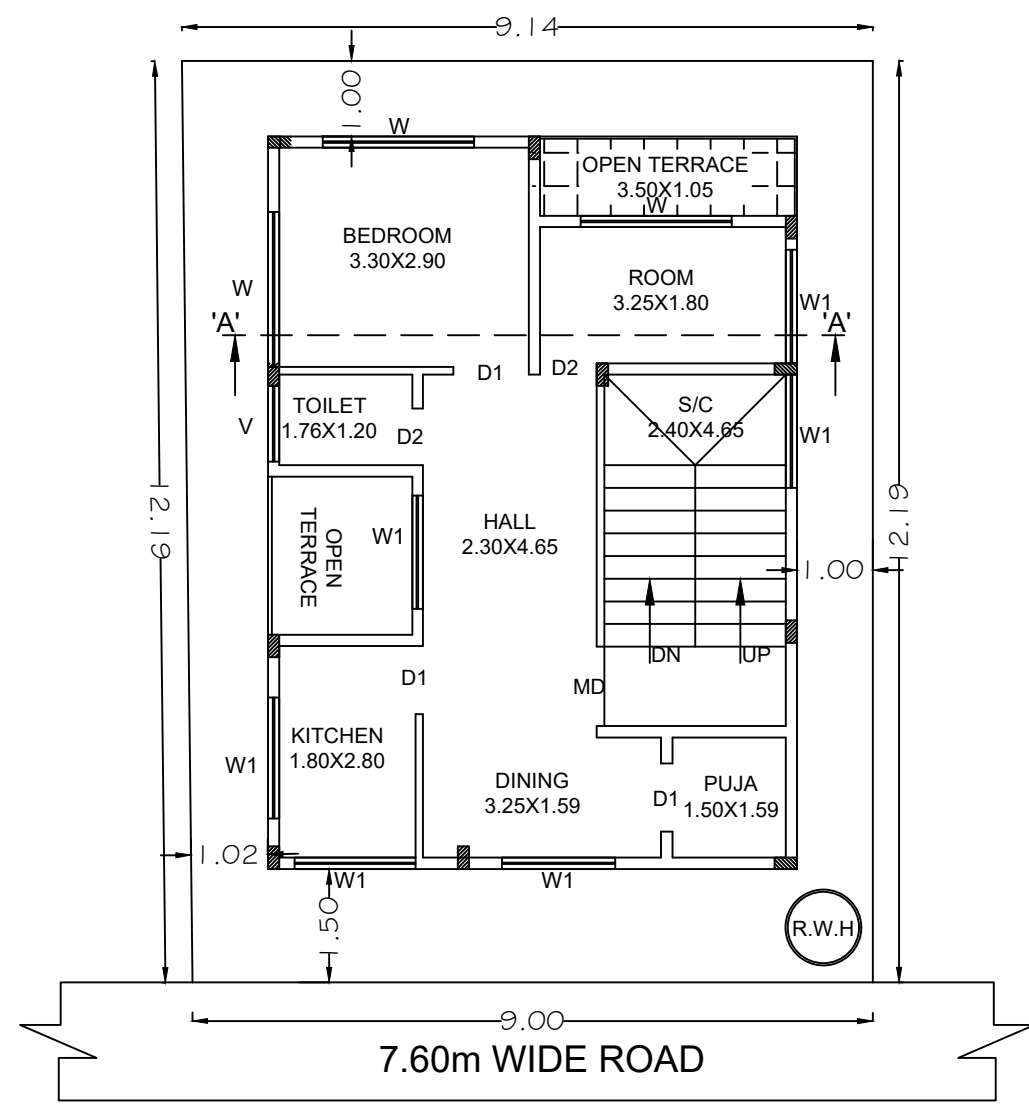 9.14
1.00
W
OPEN TERRACE
3.50X1.05
W
BEDROOM
3.30X2.90
ROOM
3.25X1.80
W
W1
'A'
'A'
D1
D2
TOILET
1.76X1.20
V
D2
S/C
2.40X4.65
W1
12.19
OPEN
TERRACE
W1
HALL
2.30X4.65
12.19
1.00
DN
UP
D1
MD
KITCHEN
1.80X2.80
W1
DINING
3.25X1.59
D1
PUJA
1.50X1.59
1.02
W1
W1
1.50
R.W.H
9.00
7.60m WIDE ROAD